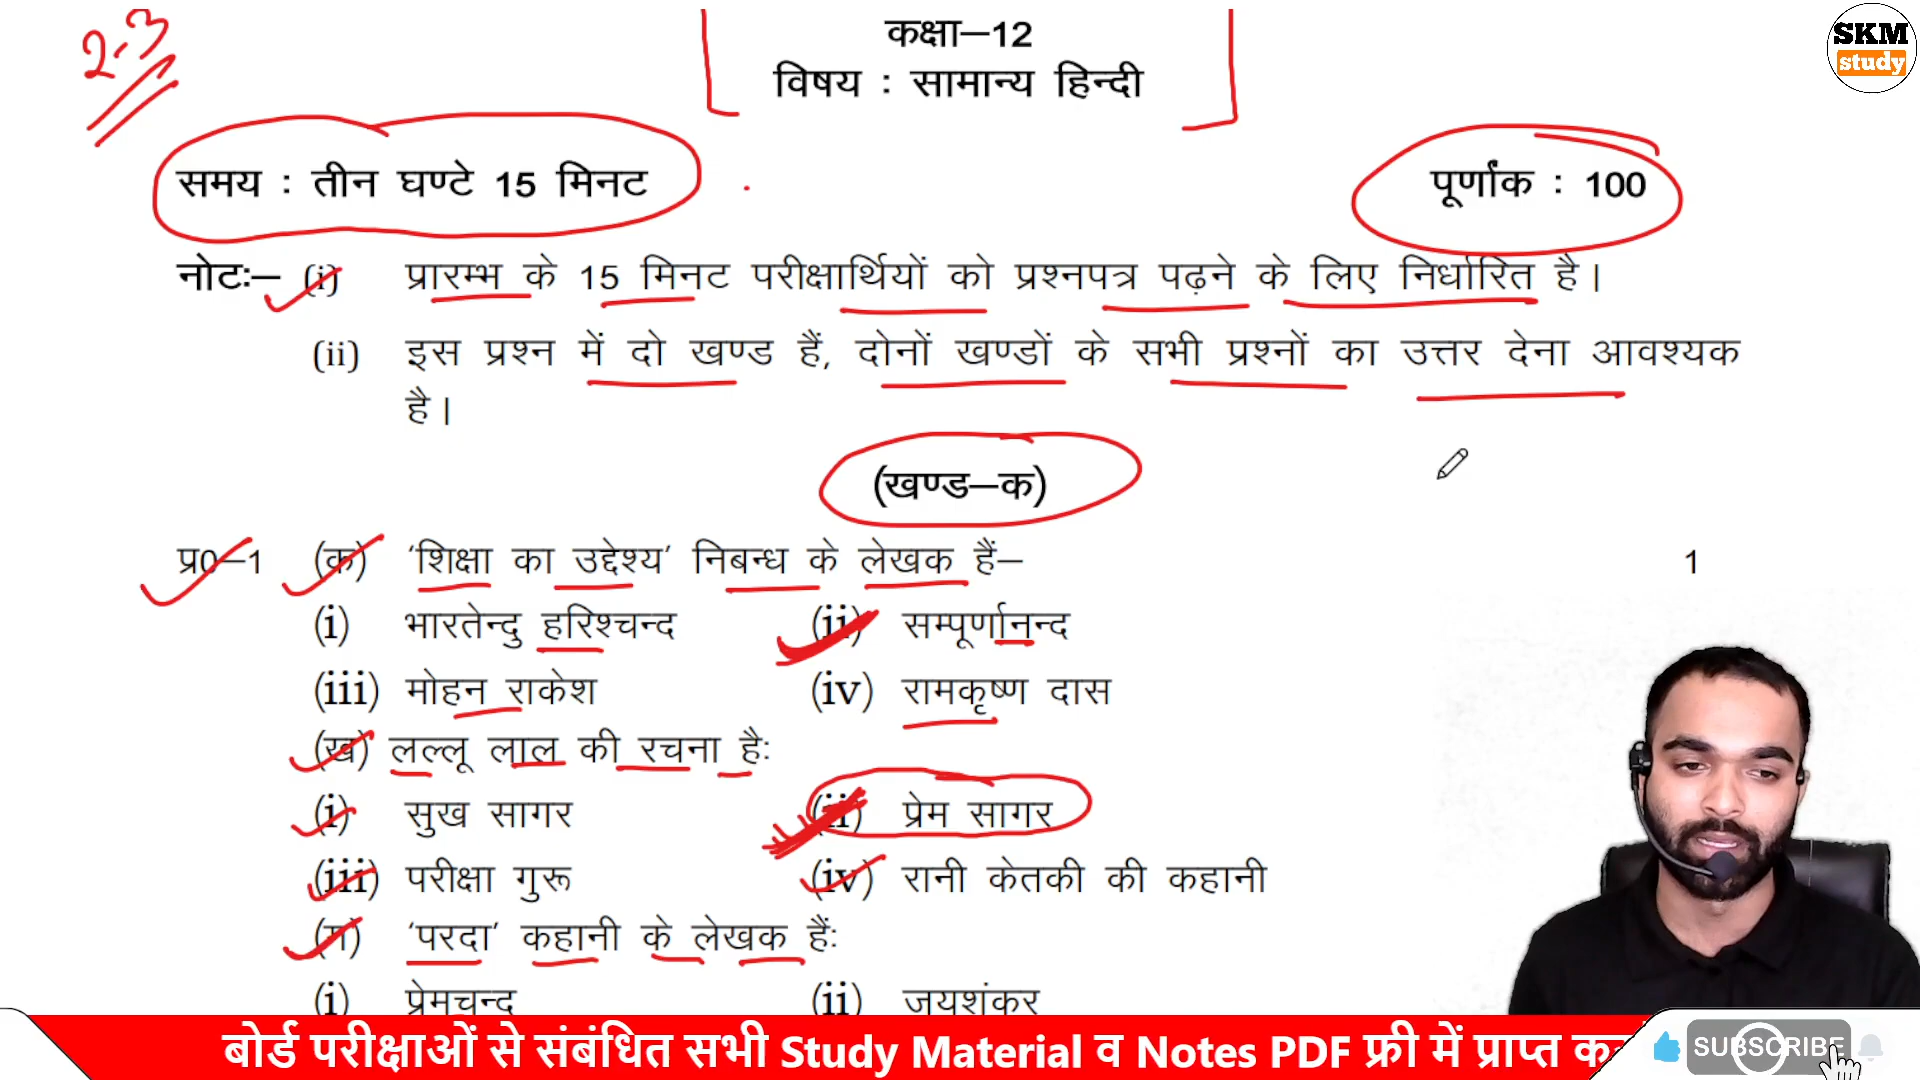 2-3
कक्षा–12
विषय : सामान्य हिन्दी
SKM
study
समय : तीन घण्टे 15 मिनट
पूर्णांक : 100
नोटः– (i) प्रारम्भ के 15 मिनट परीक्षार्थियों को प्रश्नपत्र पढ़ने के लिए निर्धारित है।
(ii) इस प्रश्न में दो खण्ड हैं, दोनों खण्डों के सभी प्रश्नों का उत्तर देना आवश्यक
है।
(खण्ड–क)
प्र0–1 (क) 'शिक्षा का उद्देश्य' निबन्ध के लेखक हैं– 1
(i) भारतेन्दु हरिश्चन्द (ii) सम्पूर्णानन्द
(iii) मोहन राकेश (iv) रामकृष्ण दास
(ख) लल्लू लाल की रचना हैः
(i) सुख सागर (ii) प्रेम सागर
(iii) परीक्षा गुरू (iv) रानी केतकी की कहानी
(ग) 'परदा' कहानी के लेखक हैंः
(i) प्रेमचन्द (ii) जयशंकर
बोर्ड परीक्षाओं से संबंधित सभी Study Material व Notes PDF फ्री में प्राप्त
SUBSCRIBE